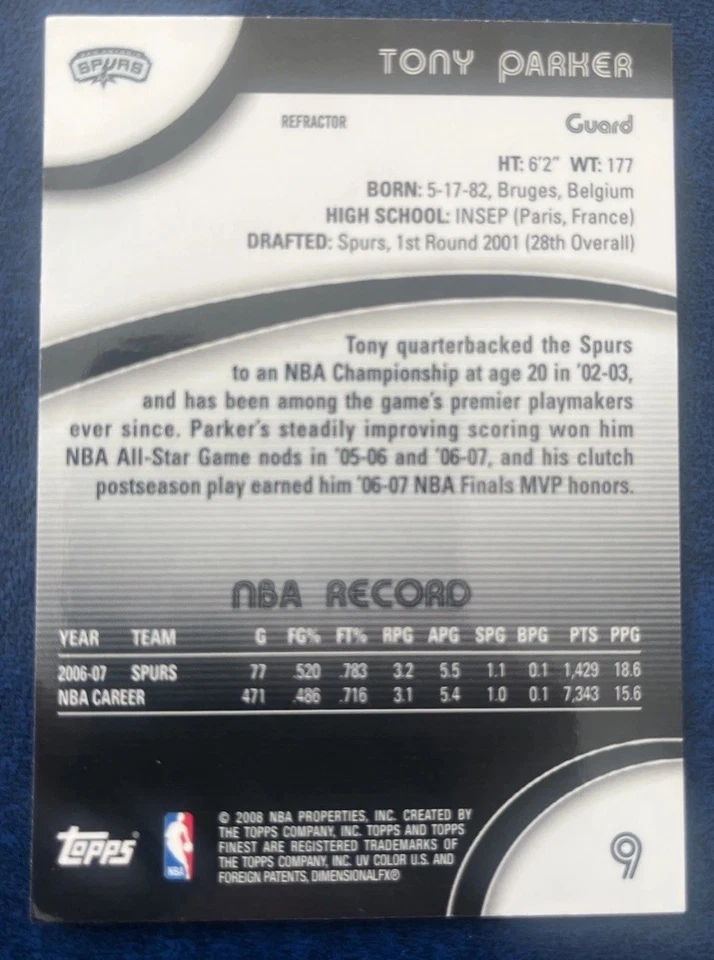 SAN ANTONIO
SPURS
TONY PARKER
REFRACTOR
Guard
HT: 6'2" WT: 177
BORN: 5-17-82, Bruges, Belgium
HIGH SCHOOL: INSEP (Paris, France)
DRAFTED: Spurs, 1st Round 2001 (28th Overall)
Tony quarterbacked the Spurs
to an NBA Championship at age 20 in '02-03,
and has been among the game's premier playmakers
ever since. Parker's steadily improving scoring won him
NBA All-Star Game nods in '05-06 and '06-07, and his clutch
postseason play earned him '06-07 NBA Finals MVP honors.
NBA RECORD
YEAR TEAM G FG% FT% RPG APG SPG BPG PTS PPG
2006-07 SPURS 77 .520 .783 3.2 5.5 1.1 0.1 1,429 18.6
NBA CAREER 471 .486 .716 3.1 5.4 1.0 0.1 7,343 15.6
topps
NBA
© 2008 NBA PROPERTIES, INC. CREATED BY
THE TOPPS COMPANY, INC. TOPPS AND TOPPS
FINEST ARE REGISTERED TRADEMARKS OF
THE TOPPS COMPANY, INC. UV COLOR U.S. AND
FOREIGN PATENTS, DIMENSIONALFX®
9